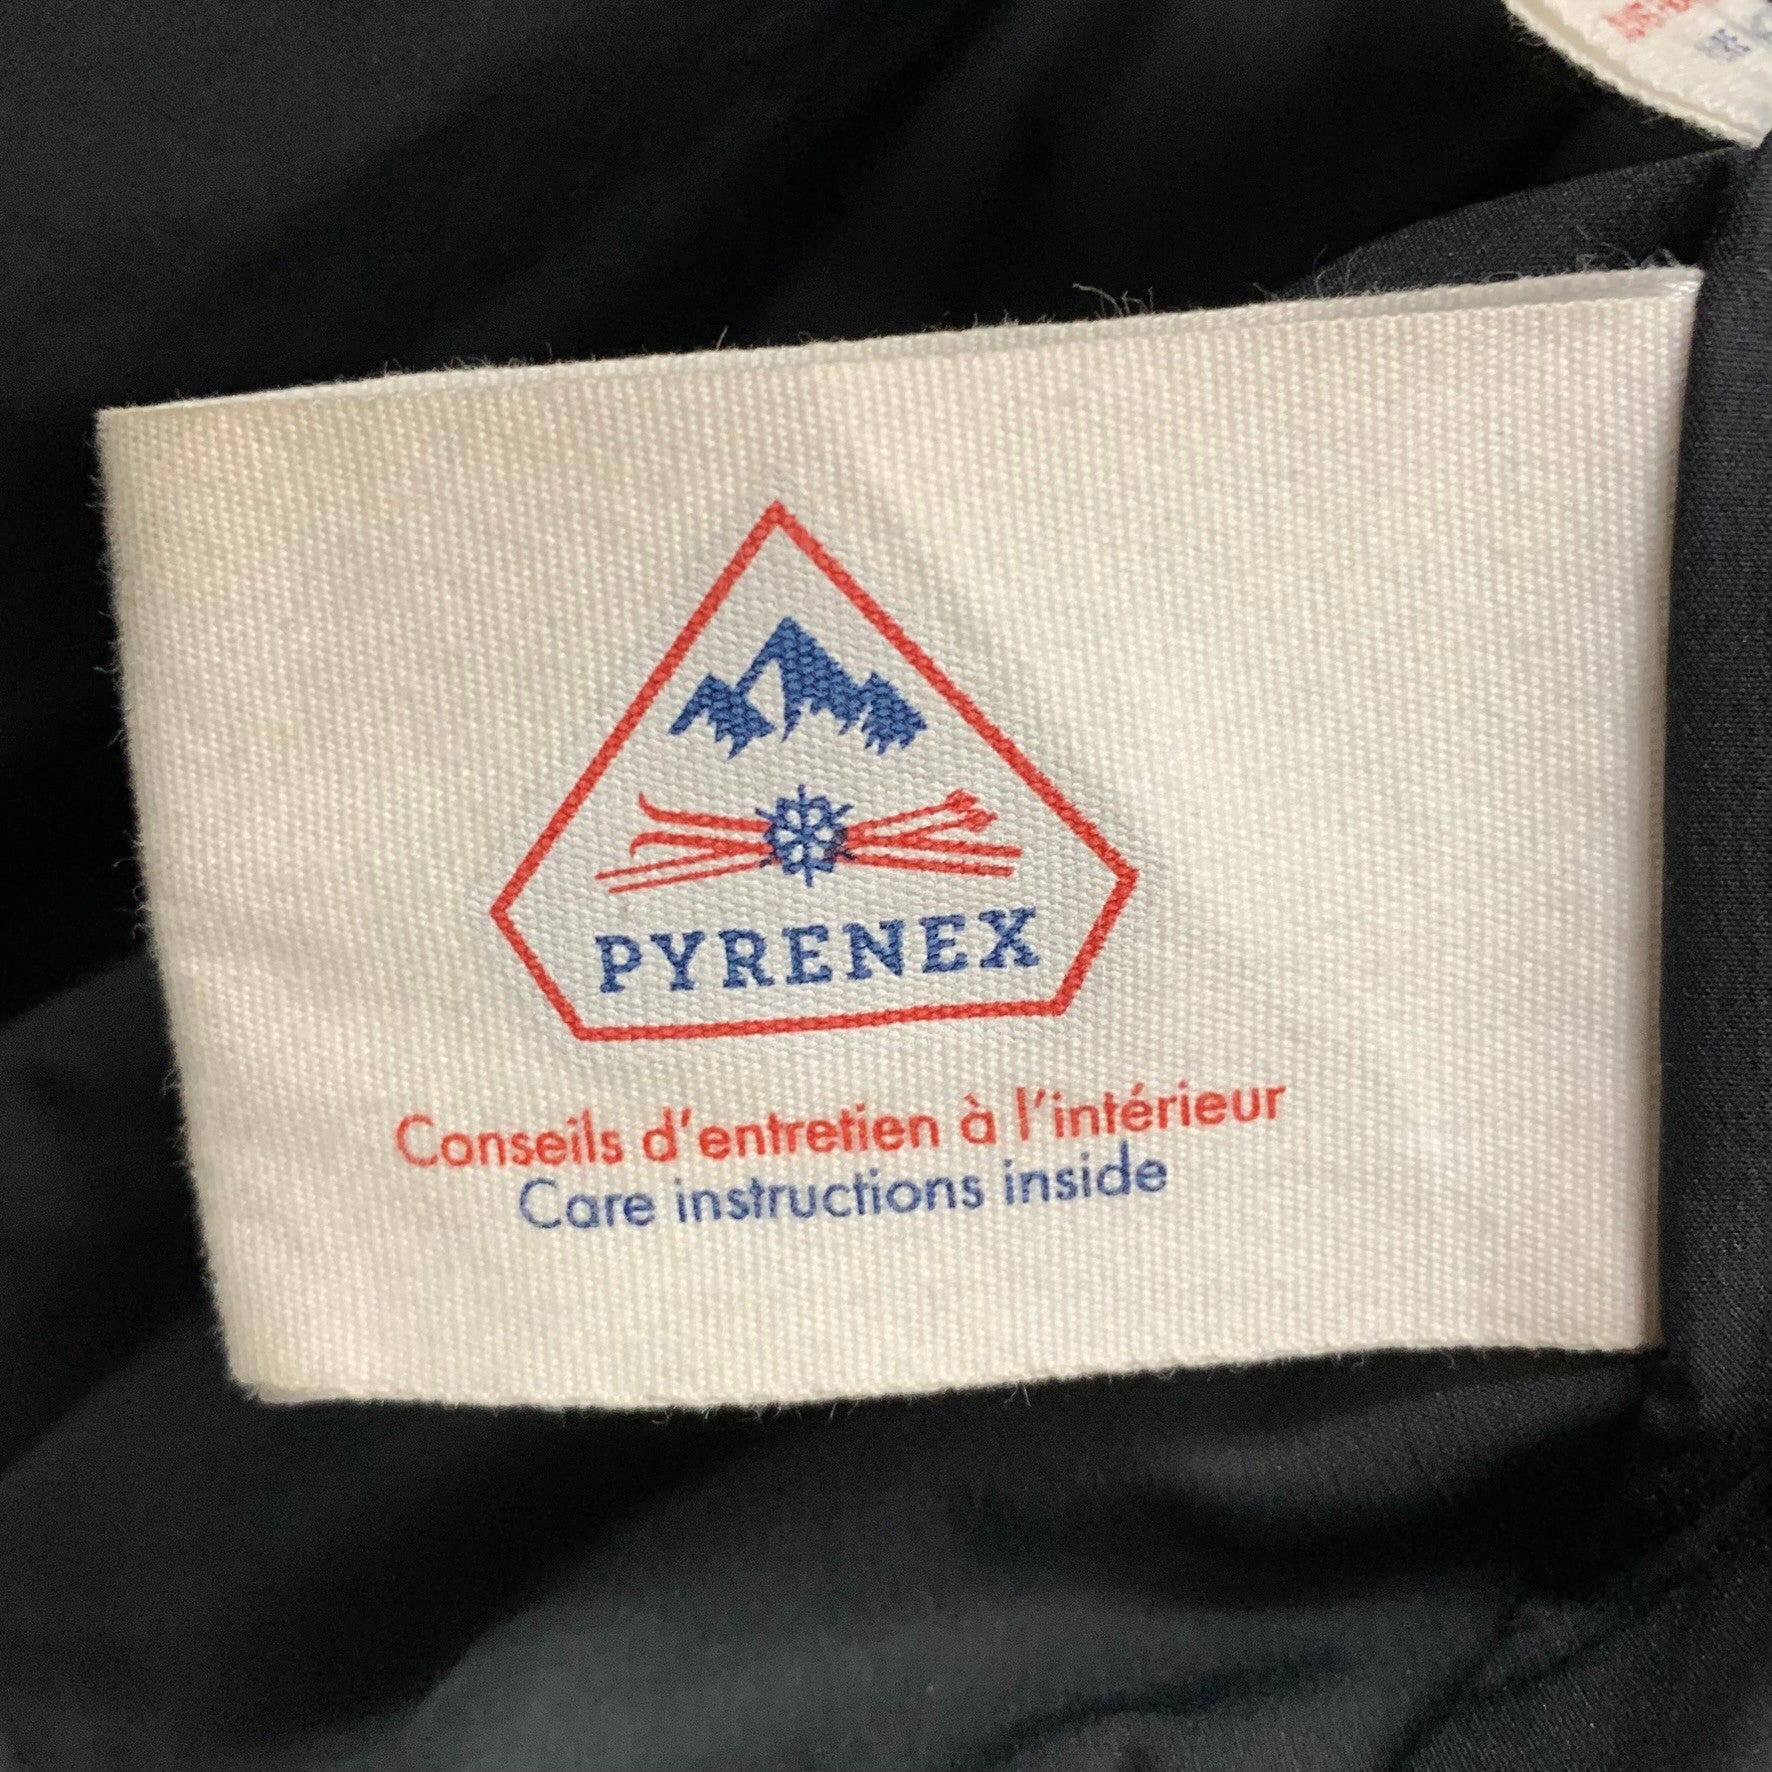 PYRENEX
Conseils d'entretien à l'intérieur
Care instructions inside